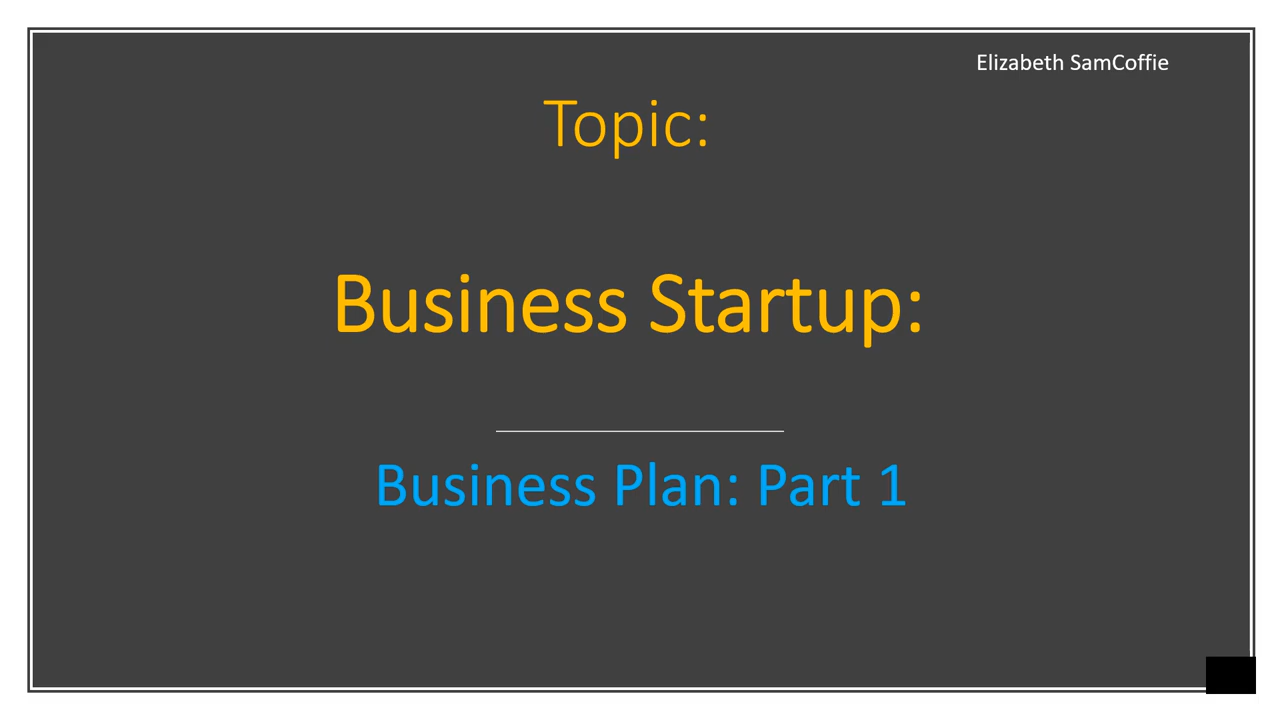 Elizabeth SamCoffie
Topic:
Business Startup:
Business Plan: Part 1